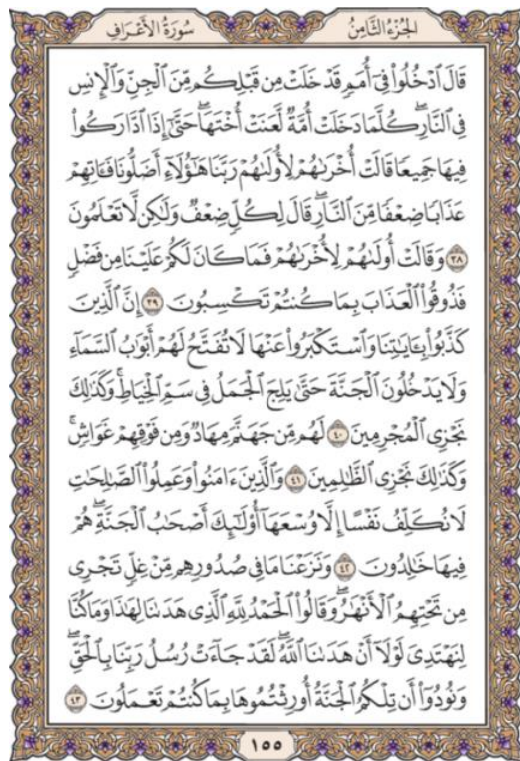 سُورَةُ الأَعۡرَافِ
الجُزۡءُ الثَّامِنُ
قَالَ ٱدۡخُلُواْ فِيٓ أُمَمٖ قَدۡ خَلَتۡ مِن قَبۡلِكُم مِّنَ ٱلۡجِنِّ وَٱلۡإِنسِ
فِي ٱلنَّارِۖ كُلَّمَا دَخَلَتۡ أُمَّةٞ لَّعَنَتۡ أُخۡتَهَاۖ حَتَّىٰٓ إِذَا ٱدَّارَكُواْ
فِيهَا جَمِيعٗا قَالَتۡ أُخۡرَىٰهُمۡ لِأُولَىٰهُمۡ رَبَّنَا هَٰٓؤُلَآءِ أَضَلُّونَا فَـَٔاتِهِمۡ
عَذَابٗا ضِعۡفٗا مِّنَ ٱلنَّارِۖ قَالَ لِكُلّٖ ضِعۡفٞ وَلَٰكِن لَّا تَعۡلَمُونَ
٣٨ وَقَالَتۡ أُولَىٰهُمۡ لِأُخۡرَىٰهُمۡ فَمَا كَانَ لَكُمۡ عَلَيۡنَا مِن فَضۡلٖ
فَذُوقُواْ ٱلۡعَذَابَ بِمَا كُنتُمۡ تَكۡسِبُونَ ٣٩ إِنَّ ٱلَّذِينَ
كَذَّبُواْ بِـَٔايَٰتِنَا وَٱسۡتَكۡبَرُواْ عَنۡهَا لَا تُفَتَّحُ لَهُمۡ أَبۡوَٰبُ ٱلسَّمَآءِ
وَلَا يَدۡخُلُونَ ٱلۡجَنَّةَ حَتَّىٰ يَلِجَ ٱلۡجَمَلُ فِي سَمِّ ٱلۡخِيَاطِۚ وَكَذَٰلِكَ
نَجۡزِي ٱلۡمُجۡرِمِينَ ٤٠ لَهُم مِّن جَهَنَّمَ مِهَادٞ وَمِن فَوۡقِهِمۡ غَوَاشٖۚ
وَكَذَٰلِكَ نَجۡزِي ٱلظَّٰلِمِينَ ٤١ وَٱلَّذِينَ ءَامَنُواْ وَعَمِلُواْ ٱلصَّٰلِحَٰتِ
لَا نُكَلِّفُ نَفۡسًا إِلَّا وُسۡعَهَآ أُوْلَٰٓئِكَ أَصۡحَٰبُ ٱلۡجَنَّةِۖ هُمۡ
فِيهَا خَٰلِدُونَ ٤٢ وَنَزَعۡنَا مَا فِي صُدُورِهِم مِّنۡ غِلّٖ تَجۡرِي
مِن تَحۡتِهِمُ ٱلۡأَنۡهَٰرُۖ وَقَالُواْ ٱلۡحَمۡدُ لِلَّهِ ٱلَّذِي هَدَىٰنَا لِهَٰذَا وَمَا كُنَّا
لِنَهۡتَدِيَ لَوۡلَآ أَنۡ هَدَىٰنَا ٱللَّهُۖ لَقَدۡ جَآءَتۡ رُسُلُ رَبِّنَا بِٱلۡحَقِّۖ
وَنُودُوٓاْ أَن تِلۡكُمُ ٱلۡجَنَّةُ أُورِثۡتُمُوهَا بِمَا كُنتُمۡ تَعۡمَلُونَ ٤٣
١٥٥